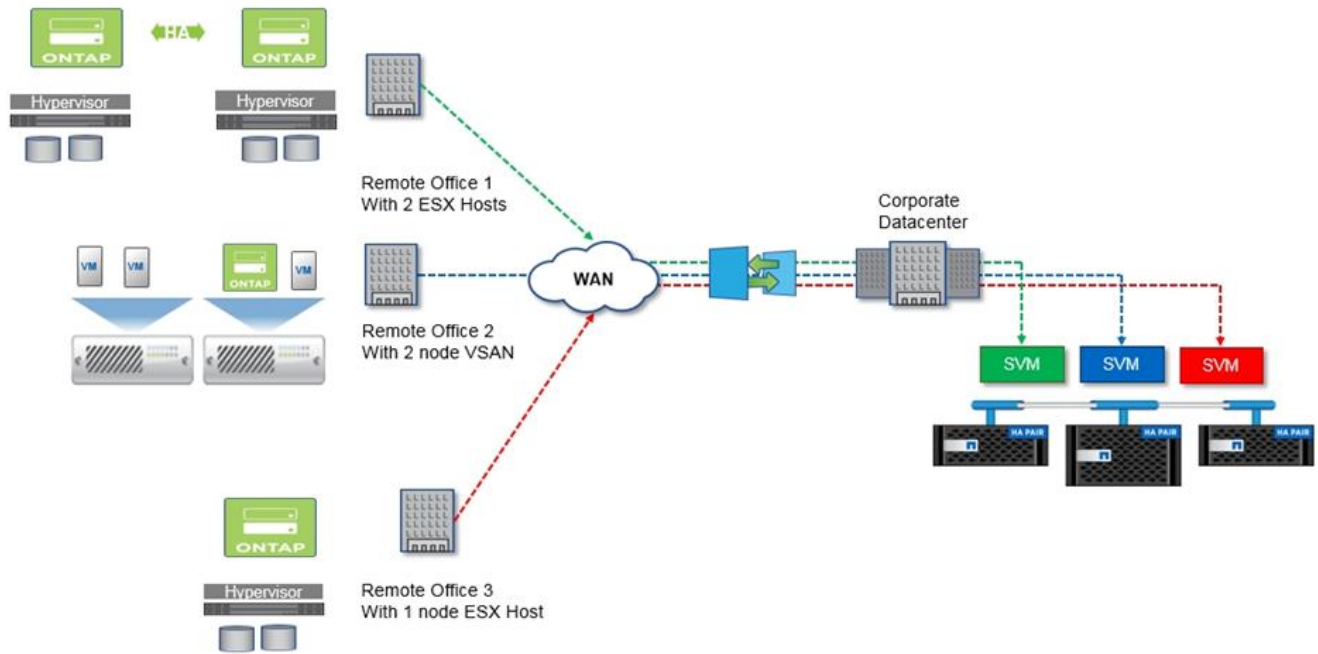 HA
ONTAP
ONTAP
Hypervisor
Hypervisor
Remote Office 1
With 2 ESX Hosts
Corporate
Datacenter
VM
VM
ONTAP
VM
WAN
Remote Office 2
With 2 node VSAN
SVM
SVM
SVM
HA PAIR
HA PAIR
HA PAIR
ONTAP
Hypervisor
Remote Office 3
With 1 node ESX Host